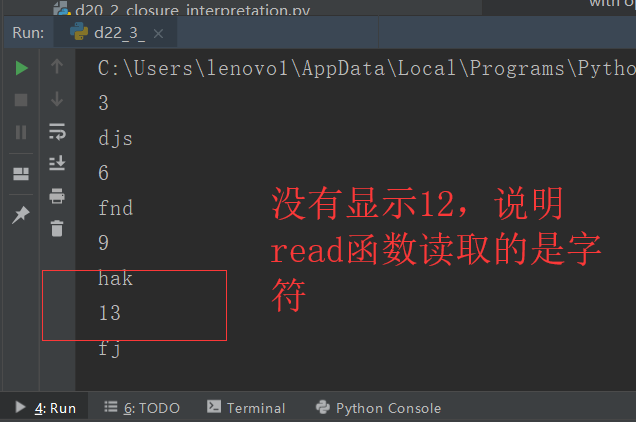 d20_2_closure_interpretation.py
with op
Run:
d22_3_
C:\Users\lenovo1\AppData\Local\Programs\Pytho
3
djs
6
fnd
9
hak
13
fj
没有显示12，说明
read函数读取的是字
符
4: Run
6: TODO
Terminal
Python Console